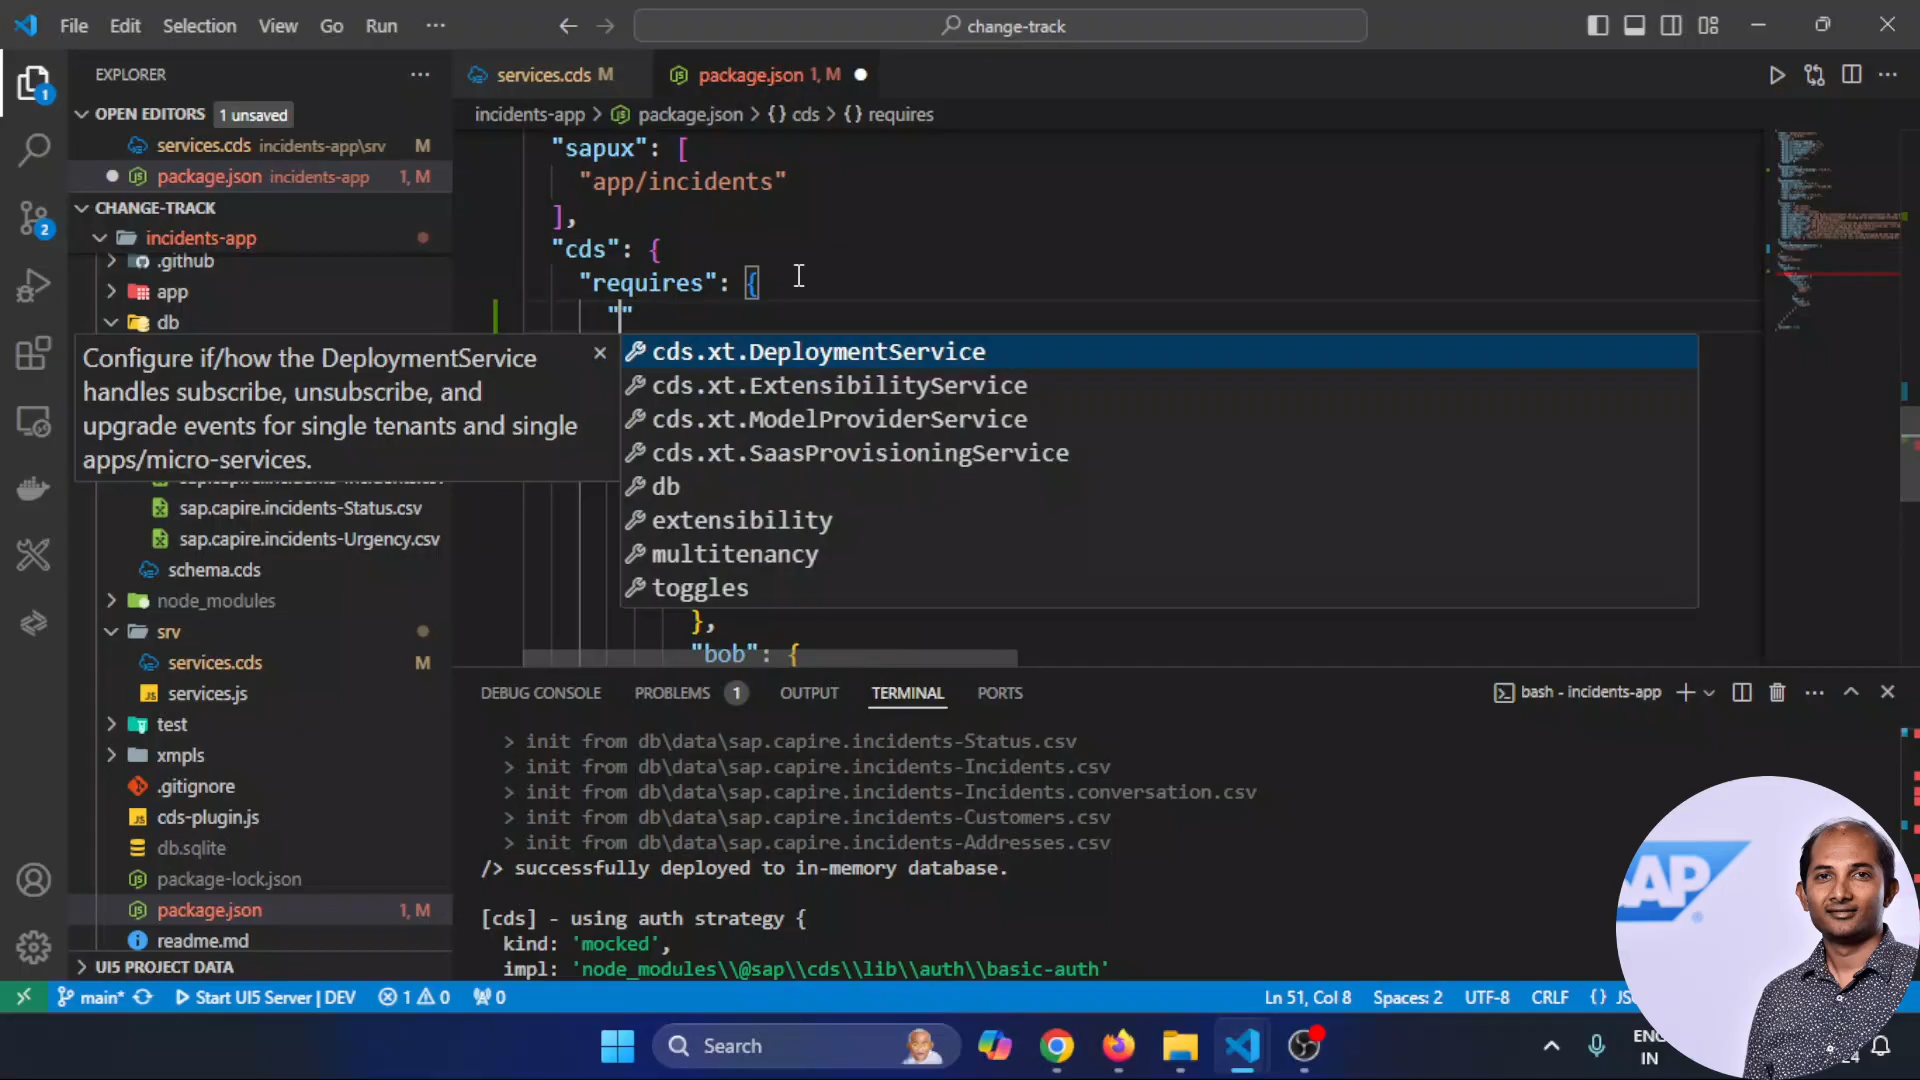 File Edit Selection View Go Run ···
change-track
EXPLORER
services.cds M
package.json 1, M
OPEN EDITORS 1 unsaved
incidents-app > package.json > {} cds > {} requires
services.cds incidents-app\srv M
package.json incidents-app 1, M
CHANGE-TRACK
incidents-app
.github
app
db
"sapux": [
"app/incidents"
],
"cds": {
"requires": {
""
Configure if/how the DeploymentService
handles subscribe, unsubscribe, and
upgrade events for single tenants and single
apps/micro-services.
cds.xt.DeploymentService
cds.xt.ExtensibilityService
cds.xt.ModelProviderService
cds.xt.SaasProvisioningService
db
extensibility
multitenancy
toggles
},
"bob": {
sap.capire.incidents-Status.csv
sap.capire.incidents-Urgency.csv
schema.cds
node_modules
srv
services.cds M
services.js
test
xmpls
.gitignore
cds-plugin.js
db.sqlite
package-lock.json
package.json 1, M
readme.md
UI5 PROJECT DATA
DEBUG CONSOLE PROBLEMS 1 OUTPUT TERMINAL PORTS
bash - incidents-app
> init from db\data\sap.capire.incidents-Status.csv
> init from db\data\sap.capire.incidents-Incidents.csv
> init from db\data\sap.capire.incidents-Incidents.conversation.csv
> init from db\data\sap.capire.incidents-Customers.csv
> init from db\data\sap.capire.incidents-Addresses.csv
/> successfully deployed to in-memory database.
[cds] - using auth strategy {
kind: 'mocked',
impl: 'node_modules\\@sap\\cds\\lib\\auth\\basic-auth'
main* Start UI5 Server | DEV 1 0 0
Ln 51, Col 8 Spaces: 2 UTF-8 CRLF {}
Search
ENG
IN
SAP